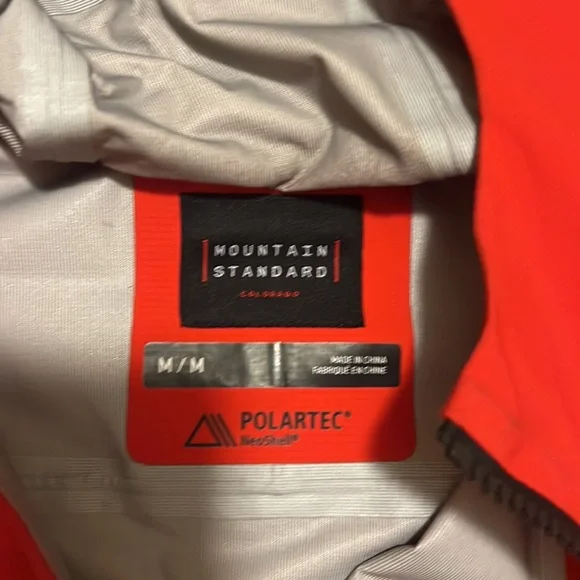 MOUNTAIN
STANDARD
COLORADO
M/M
MADE IN CHINA
FABRIQUÉ EN CHINE
POLARTEC®
NeoShell®